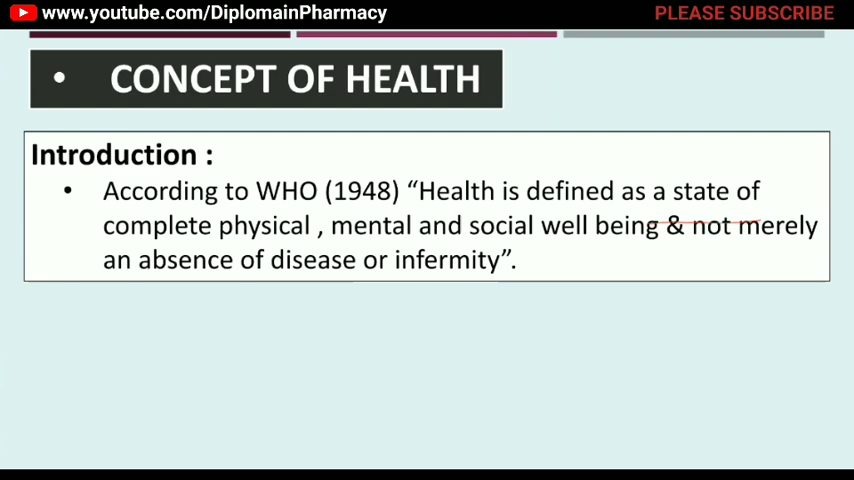 www.youtube.com/DiplomainPharmacy
PLEASE SUBSCRIBE
• CONCEPT OF HEALTH
Introduction :
• According to WHO (1948) “Health is defined as a state of
complete physical , mental and social well being & not merely
an absence of disease or infermity”.